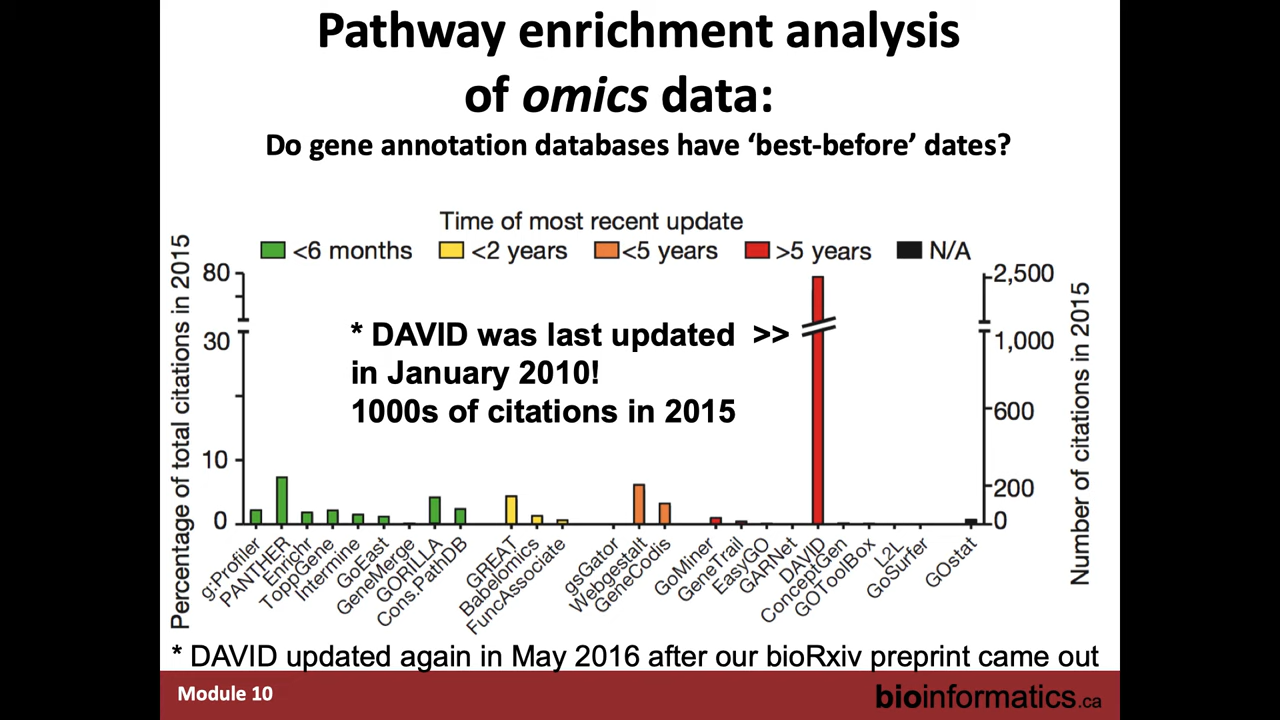 Pathway enrichment analysis
of omics data:
Do gene annotation databases have ‘best-before’ dates?
Time of most recent update
<6 months
<2 years
<5 years
>5 years
N/A
Percentage of total citations in 2015
80
30
10
0
* DAVID was last updated >>
in January 2010!
1000s of citations in 2015
2,500
1,000
600
200
0
Number of citations in 2015
g:Profiler
PANTHER
Enrichr
ToppGene
Intermine
GoEast
GeneMerge
GORILLA
Cons.PathDB
GREAT
Babelomics
FuncAssociate
gsGator
Webgestalt
GeneCodis
GoMiner
GeneTrail
EasyGO
GARNet
DAVID
ConceptGen
GOToolBox
L2L
GoSurfer
GOstat
* DAVID updated again in May 2016 after our bioRxiv preprint came out
Module 10
bioinformatics.ca